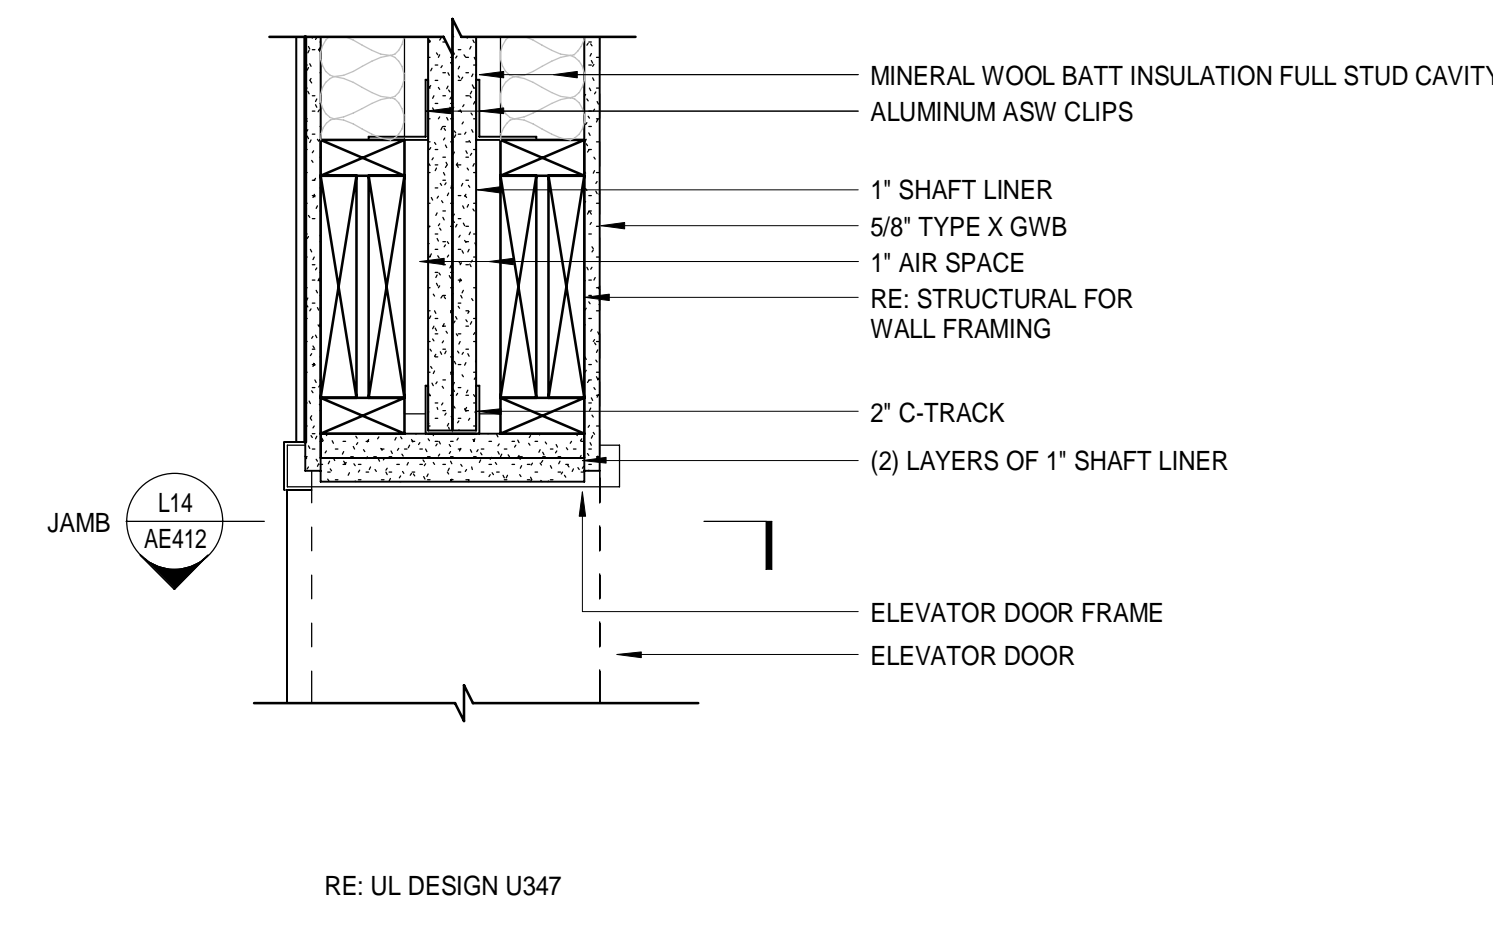 MINERAL WOOL BATT INSULATION FULL STUD CAVITY
ALUMINUM ASW CLIPS
1" SHAFT LINER
5/8" TYPE X GWB
1" AIR SPACE
RE: STRUCTURAL FOR
WALL FRAMING
2" C-TRACK
(2) LAYERS OF 1" SHAFT LINER
JAMB
L14
AE412
ELEVATOR DOOR FRAME
ELEVATOR DOOR
RE: UL DESIGN U347